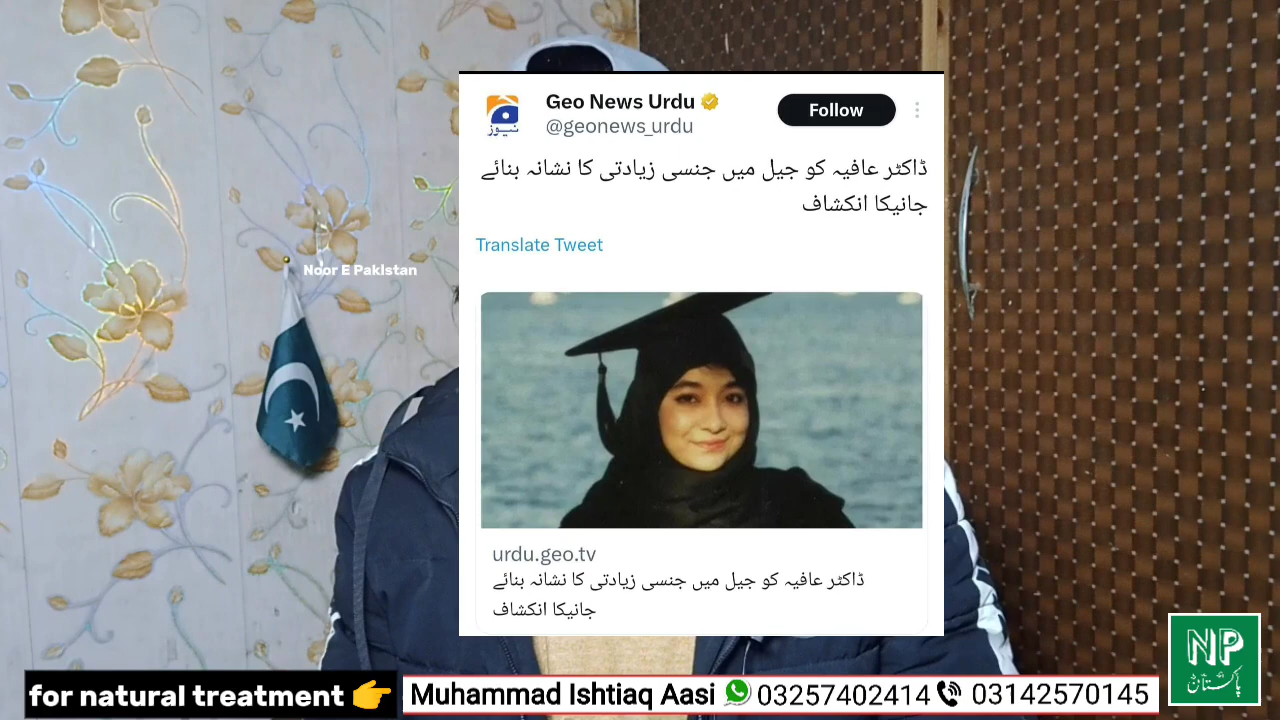 Geo News Urdu
@geonews_urdu
Follow
ڈاکٹر عافیہ کو جیل میں جنسی زیادتی کا نشانہ بنائے
جانیکا انکشاف
Translate Tweet
Noor E PakIstan
urdu.geo.tv
ڈاکٹر عافیہ کو جیل میں جنسی زیادتی کا نشانہ بنائے
جانیکا انکشاف
NP
پاکستان
for natural treatment 👉
Muhammad Ishtiaq Aasi 03257402414 03142570145